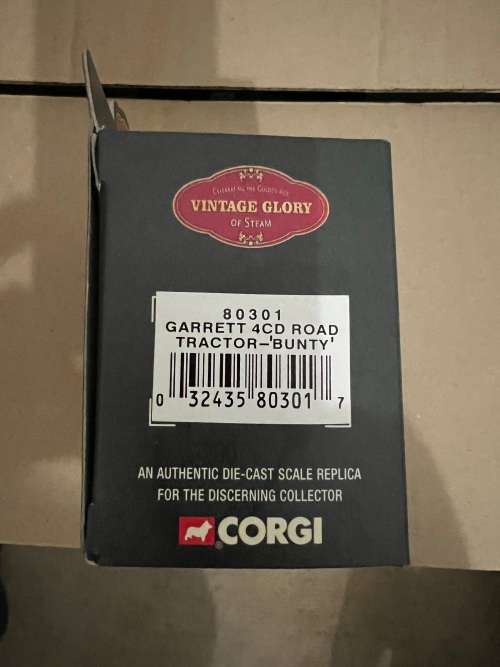 CELEBRATING THE GOLDEN AGE
VINTAGE GLORY
OF STEAM
80301
GARRETT 4CD ROAD
TRACTOR-'BUNTY'
0 32435 80301 7
AN AUTHENTIC DIE-CAST SCALE REPLICA
FOR THE DISCERNING COLLECTOR
CORGI